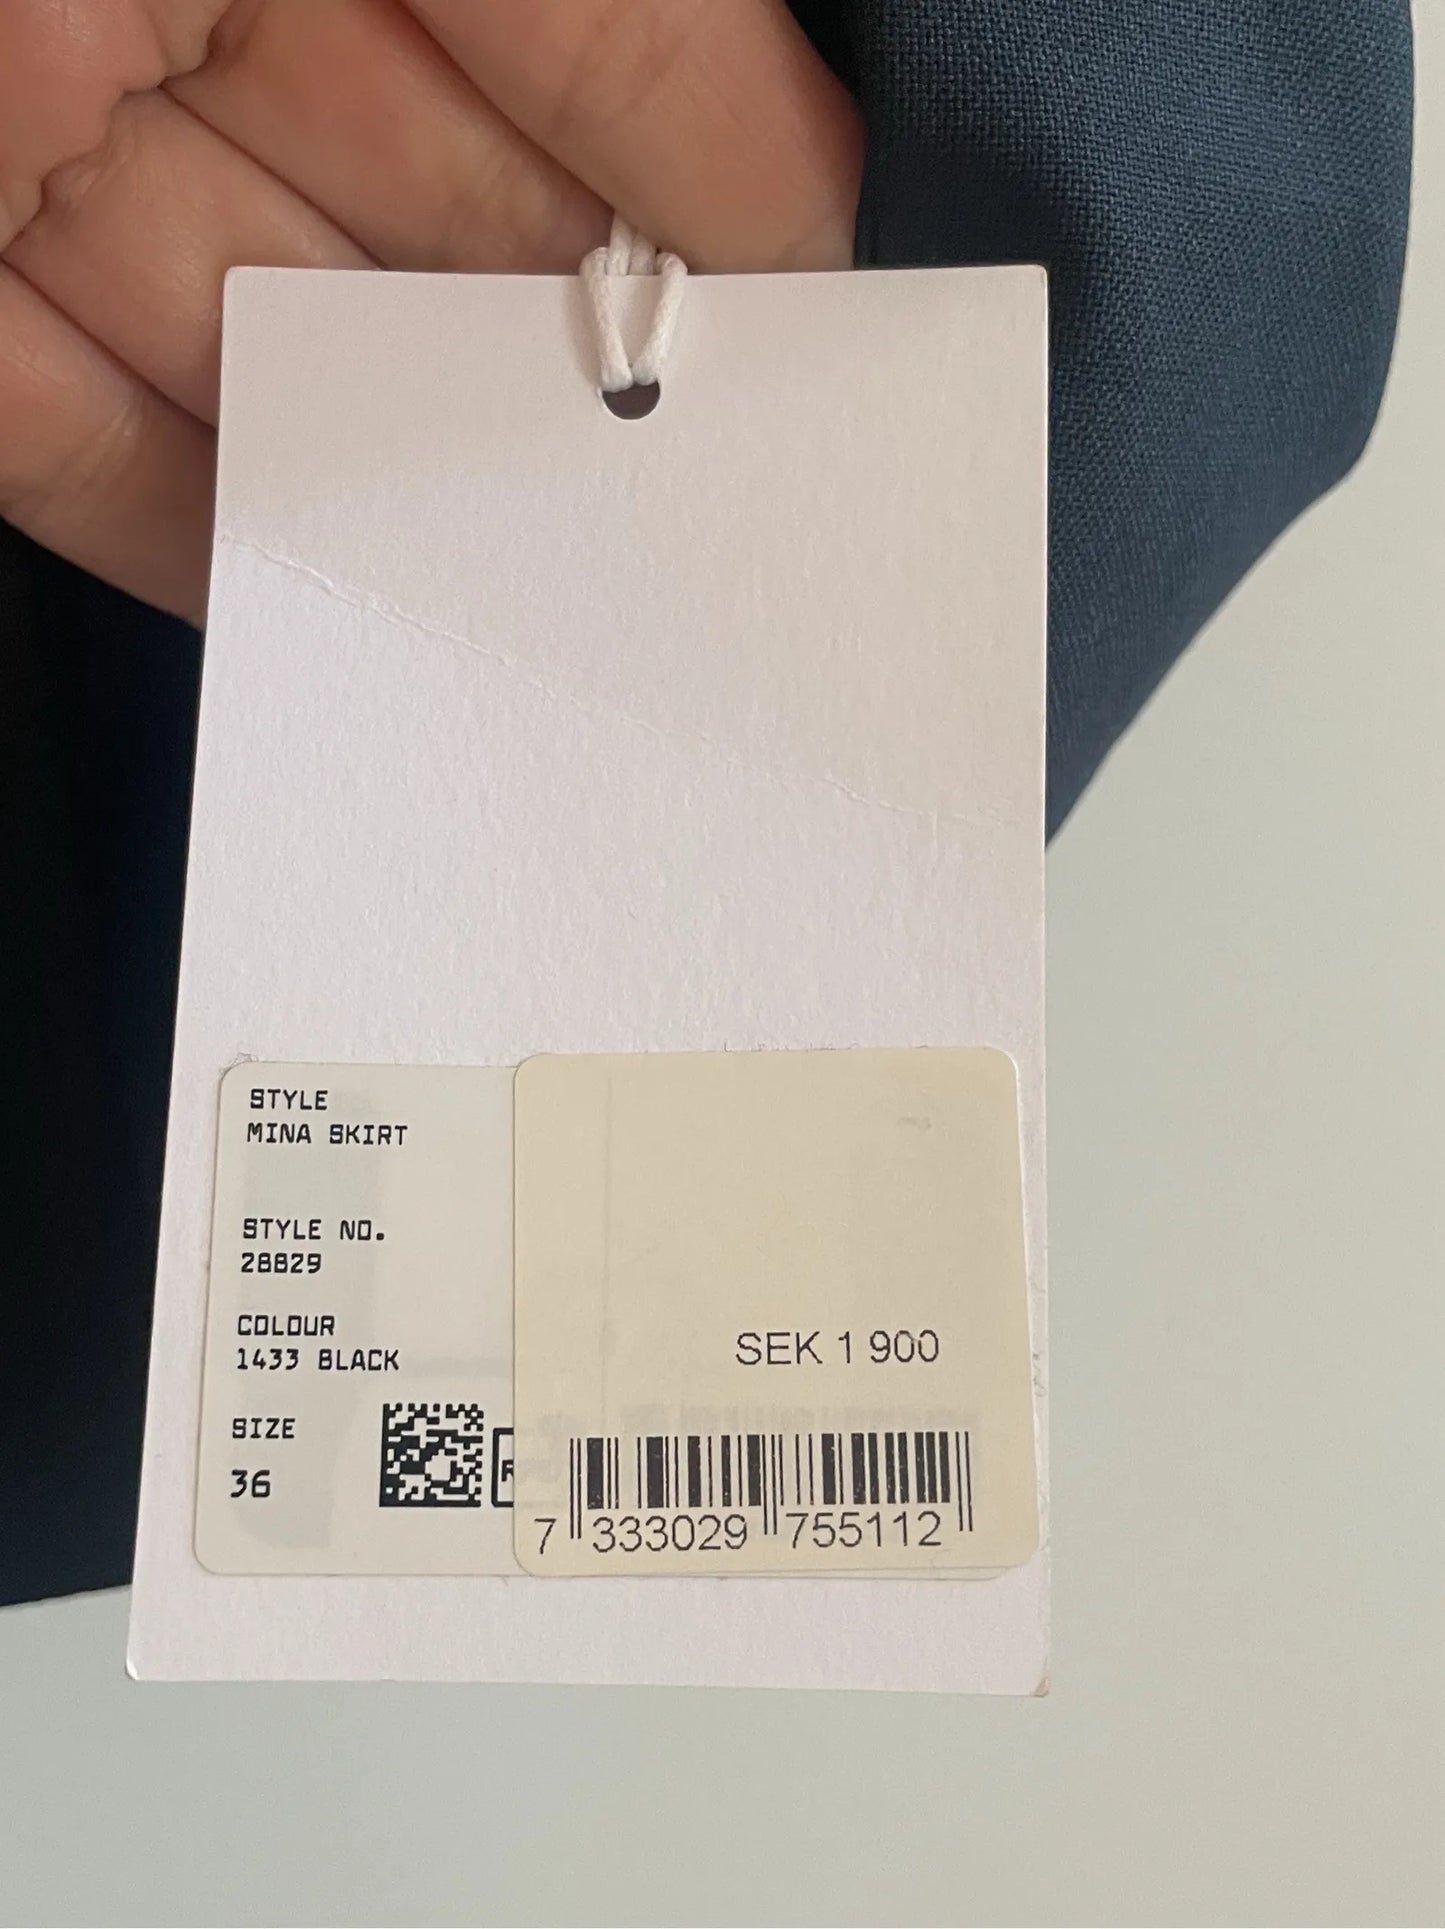 STYLE
MINA SKIRT
STYLE NO.
28829
COLOUR
1433 BLACK
SIZE
36
R
SEK 1 900
7 333029 755112